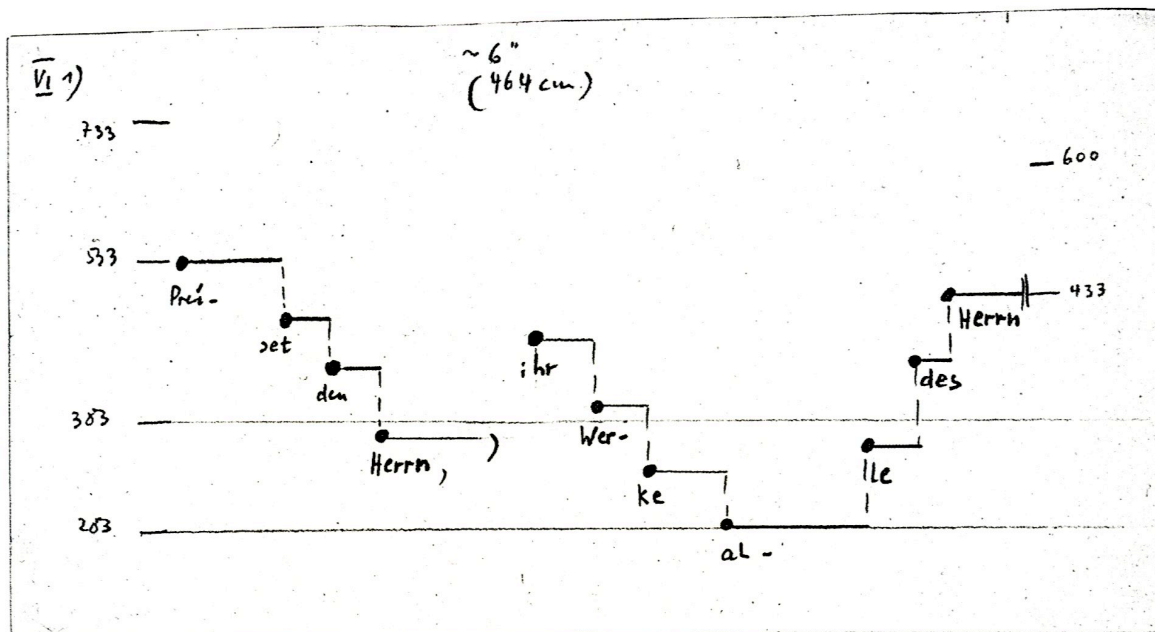 VI 1)
~ 6"
(464 cm)
733
600
533
Prei-
433
Herrn
set
ihr
den
des
383
Wer-
Herrn,)
ke
lle
283
al-